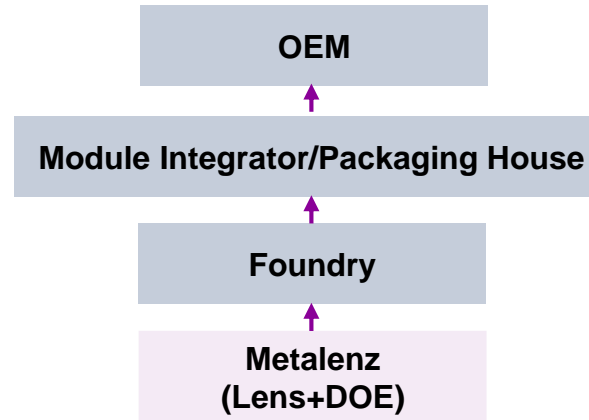 OEM
Module Integrator/Packaging House
Foundry
Metalenz
(Lens+DOE)